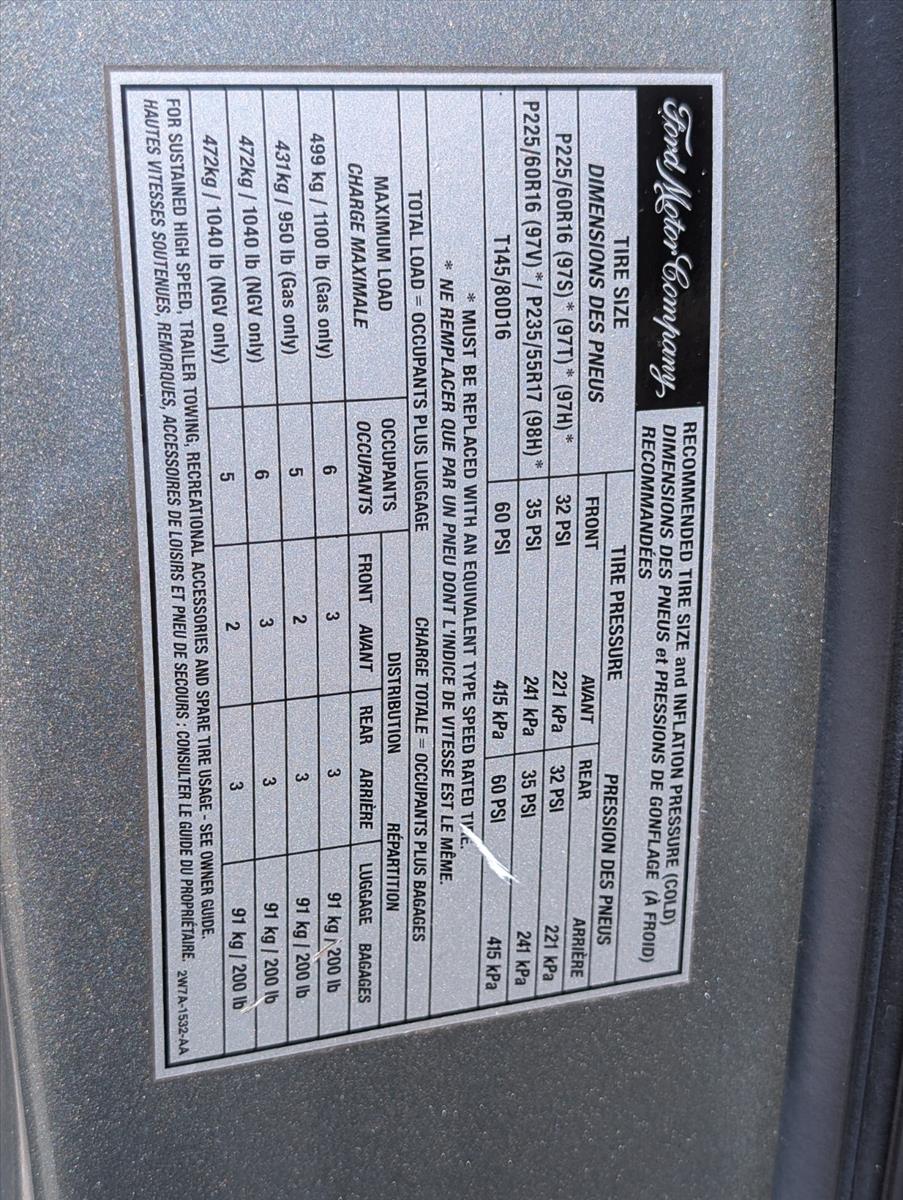 Ford Motor Company,
RECOMMENDED TIRE SIZE and INFLATION PRESSURE (COLD)
DIMENSIONS DES PNEUS et PRESSIONS DE GONFLAGE (À FROID)
RECOMMANDÉES
TIRE SIZE TIRE PRESSURE PRESSION DES PNEUS
DIMENSIONS DES PNEUS FRONT AVANT REAR ARRIÈRE
P225/60R16 (97S) * (97T) * (97H) * 32 PSI 221 kPa 32 PSI 221 kPa
P225/60R16 (97V) * / P235/55R17 (98H) * 35 PSI 241 kPa 35 PSI 241 kPa
T145/80D16 60 PSI 415 kPa 60 PSI 415 kPa
* MUST BE REPLACED WITH AN EQUIVALENT TYPE SPEED RATED TIRE.
* NE REMPLACER QUE PAR UN PNEU DONT L'INDICE DE VITESSE EST LE MÊME.
TOTAL LOAD = OCCUPANTS PLUS LUGGAGE CHARGE TOTALE = OCCUPANTS PLUS BAGAGES
MAXIMUM LOAD OCCUPANTS DISTRIBUTION RÉPARTITION
CHARGE MAXIMALE OCCUPANTS FRONT AVANT REAR ARRIÈRE LUGGAGE BAGAGES
499 kg / 1100 lb (Gas only) 6 3 3 91 kg / 200 lb
431kg / 950 lb (Gas only) 5 2 3 91 kg / 200 lb
472kg / 1040 lb (NGV only) 6 3 3 91 kg / 200 lb
472kg / 1040 lb (NGV only) 5 2 3 91 kg / 200 lb
FOR SUSTAINED HIGH SPEED, TRAILER TOWING, RECREATIONAL ACCESSORIES AND SPARE TIRE USAGE - SEE OWNER GUIDE.
HAUTES VITESSES SOUTENUES, REMORQUES, ACCESSOIRES DE LOISIRS ET PNEU DE SECOURS : CONSULTER LE GUIDE DU PROPRIÉTAIRE. 2W7A-1532-AA